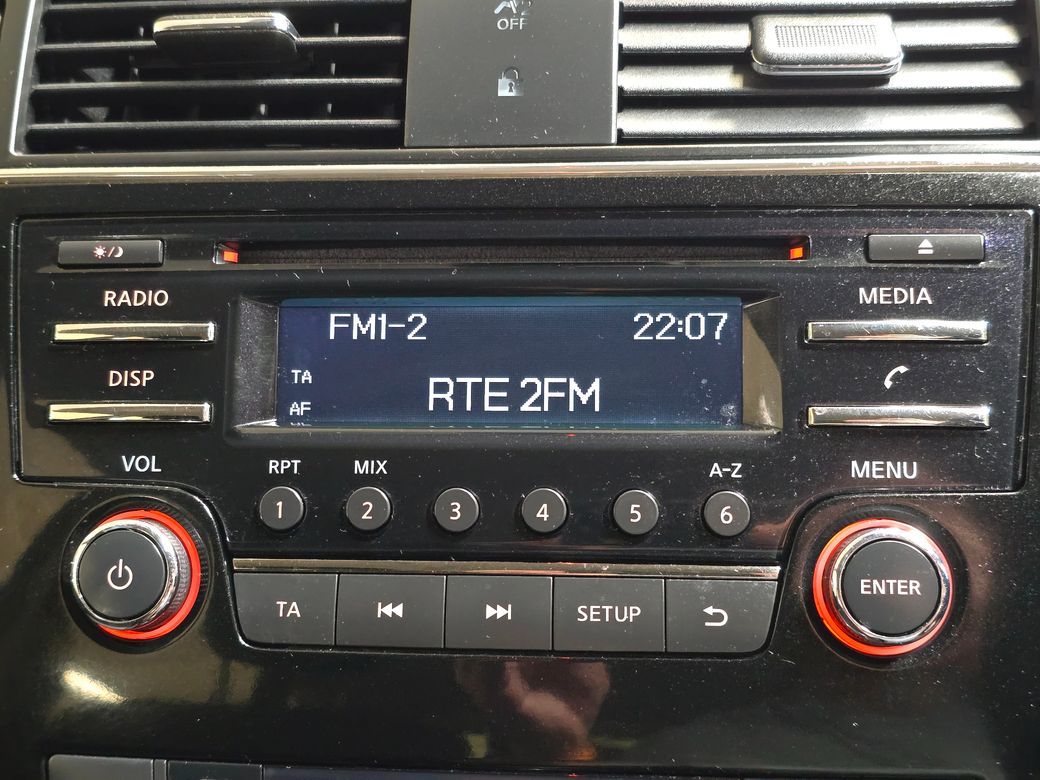 OFF
RADIO
MEDIA
FM1-2 22:07
DISP
TA
RTE 2FM
AF
VOL
RPT MIX A-Z
MENU
1 2 3 4 5 6
ENTER
TA SETUP